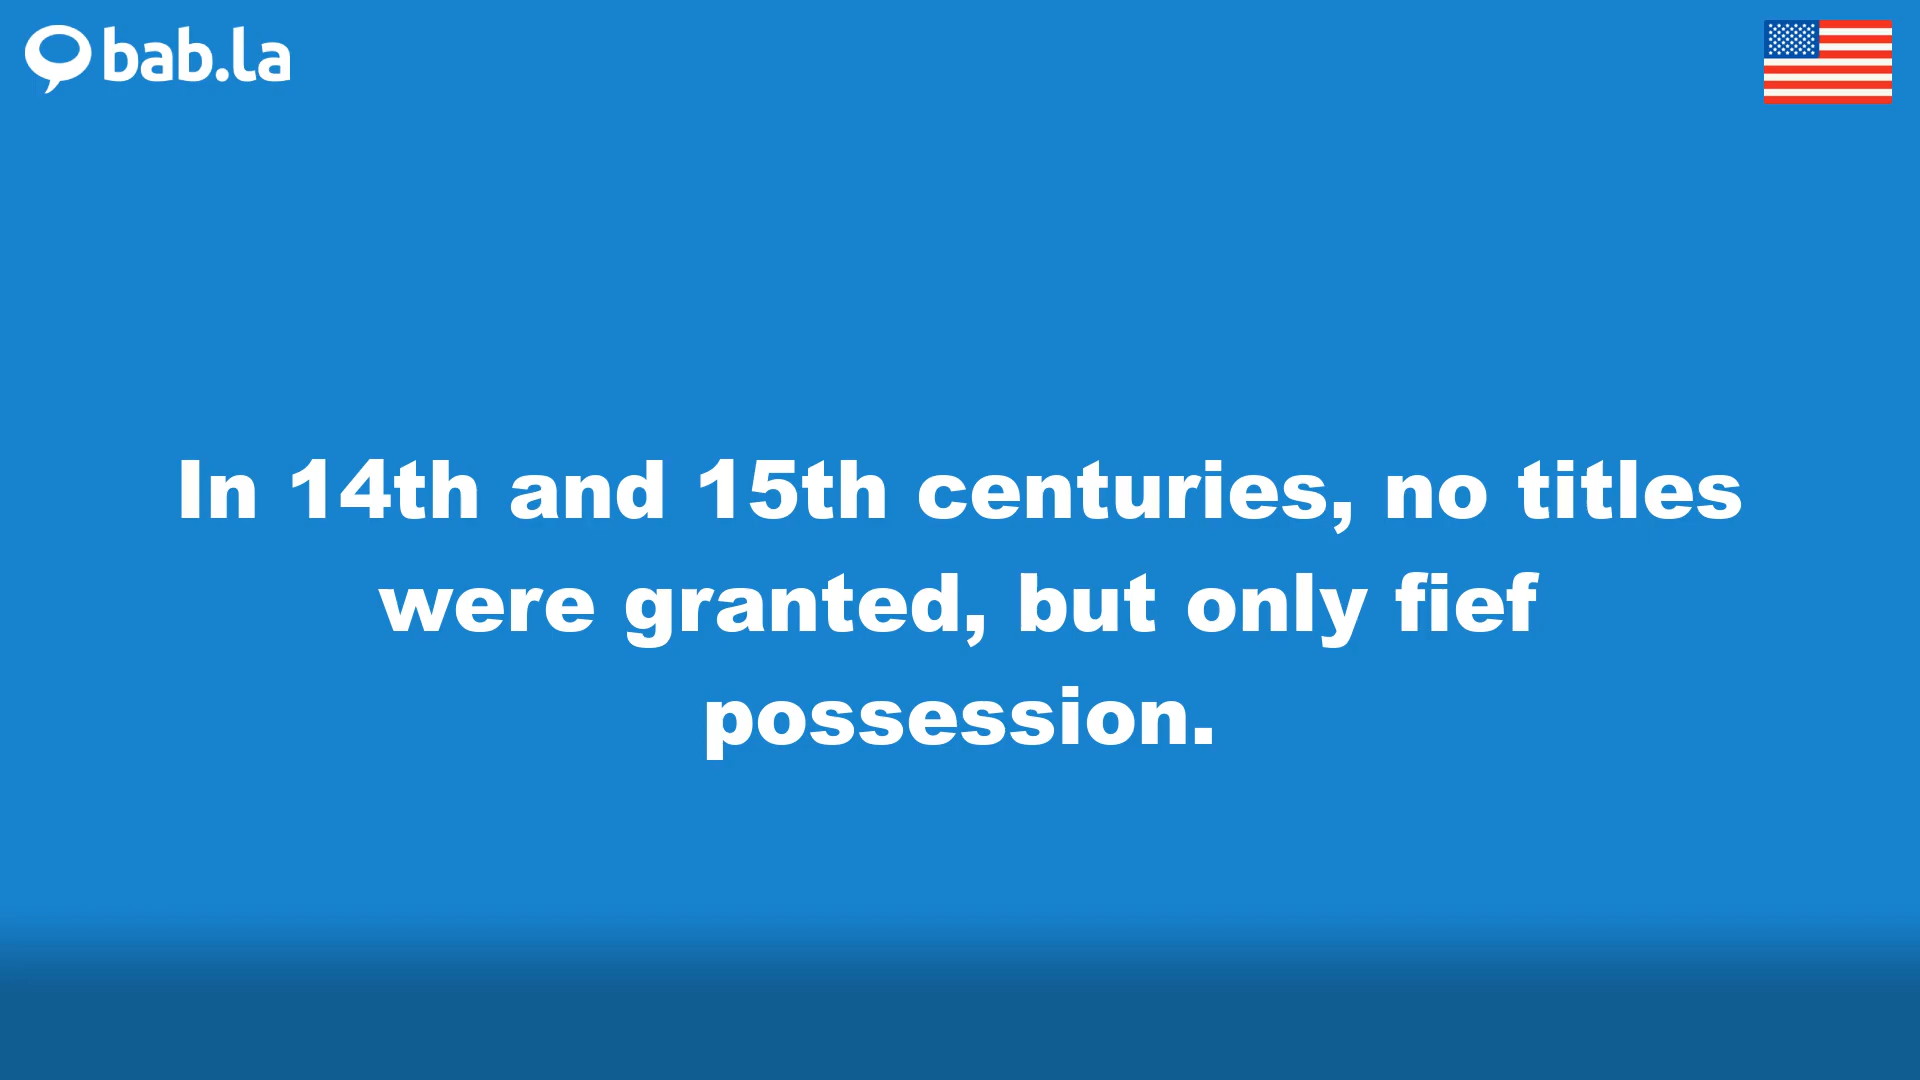 bab.la
In 14th and 15th centuries, no titles
were granted, but only fief
possession.